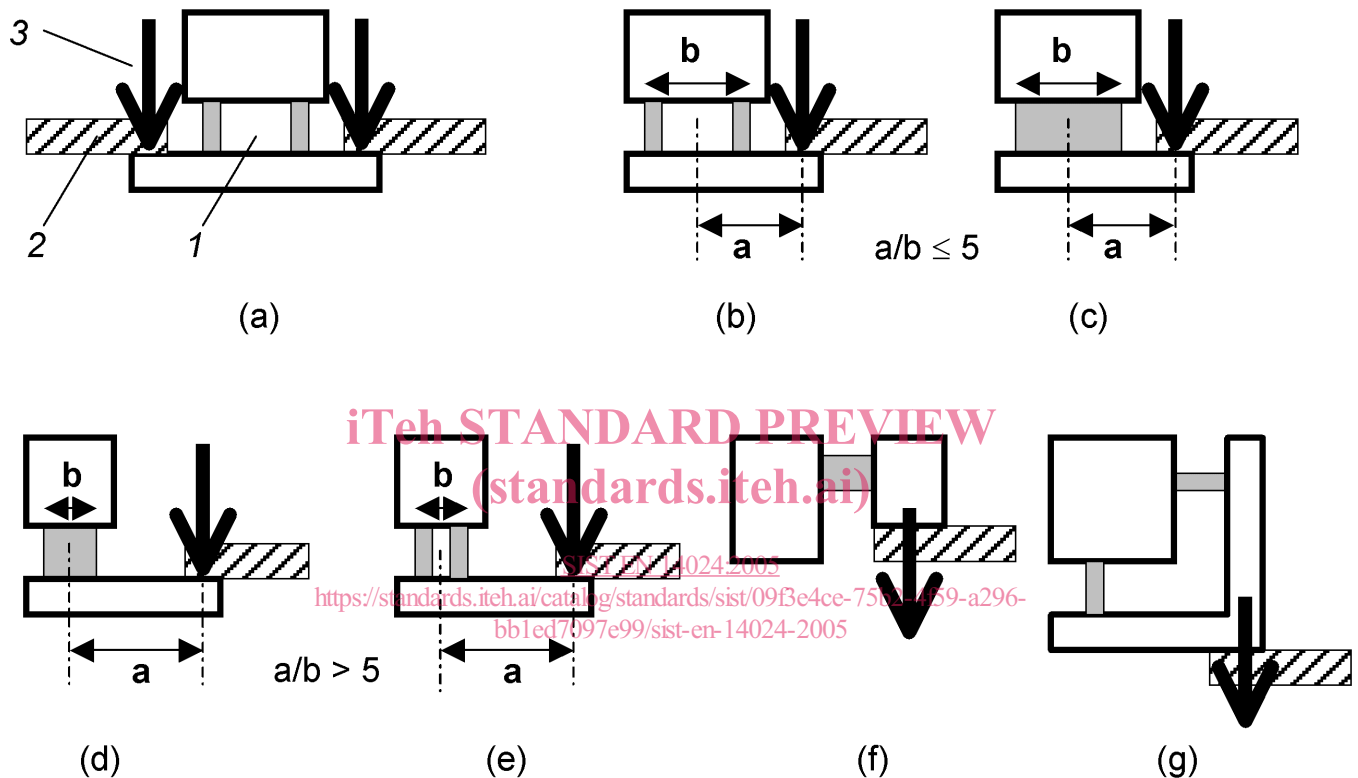 3
b
b
2
1
a
a/b ≤ 5
a
(a)
(b)
(c)
iTeh STANDARD PREVIEW
(standards.iteh.ai)
b
b
SIST EN 14024:2005
https://standards.iteh.ai/catalog/standards/sist/09f3e4ce-75b2-4f59-a296-
bb1ed7097e99/sist-en-14024-2005
a
a/b > 5
a
(d)
(e)
(f)
(g)